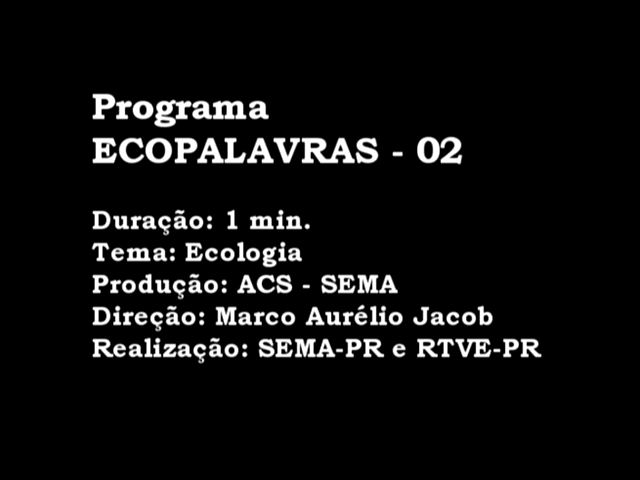 Programa
ECOPALAVRAS - 02
Duração: 1 min.
Tema: Ecologia
Produção: ACS - SEMA
Direção: Marco Aurélio Jacob
Realização: SEMA-PR e RTVE-PR